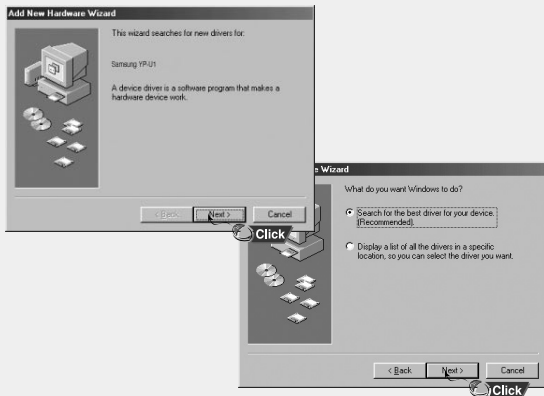 Add New Hardware Wizard
This wizard searches for new drivers for:
Samsung YP-U1
A device driver is a software program that makes a
hardware device work.
< Back
Next >
Cancel
Click
e Wizard
What do you want Windows to do?
Search for the best driver for your device.
(Recommended).
Display a list of all the drivers in a specific
location, so you can select the driver you want.
< Back
Next >
Cancel
Click